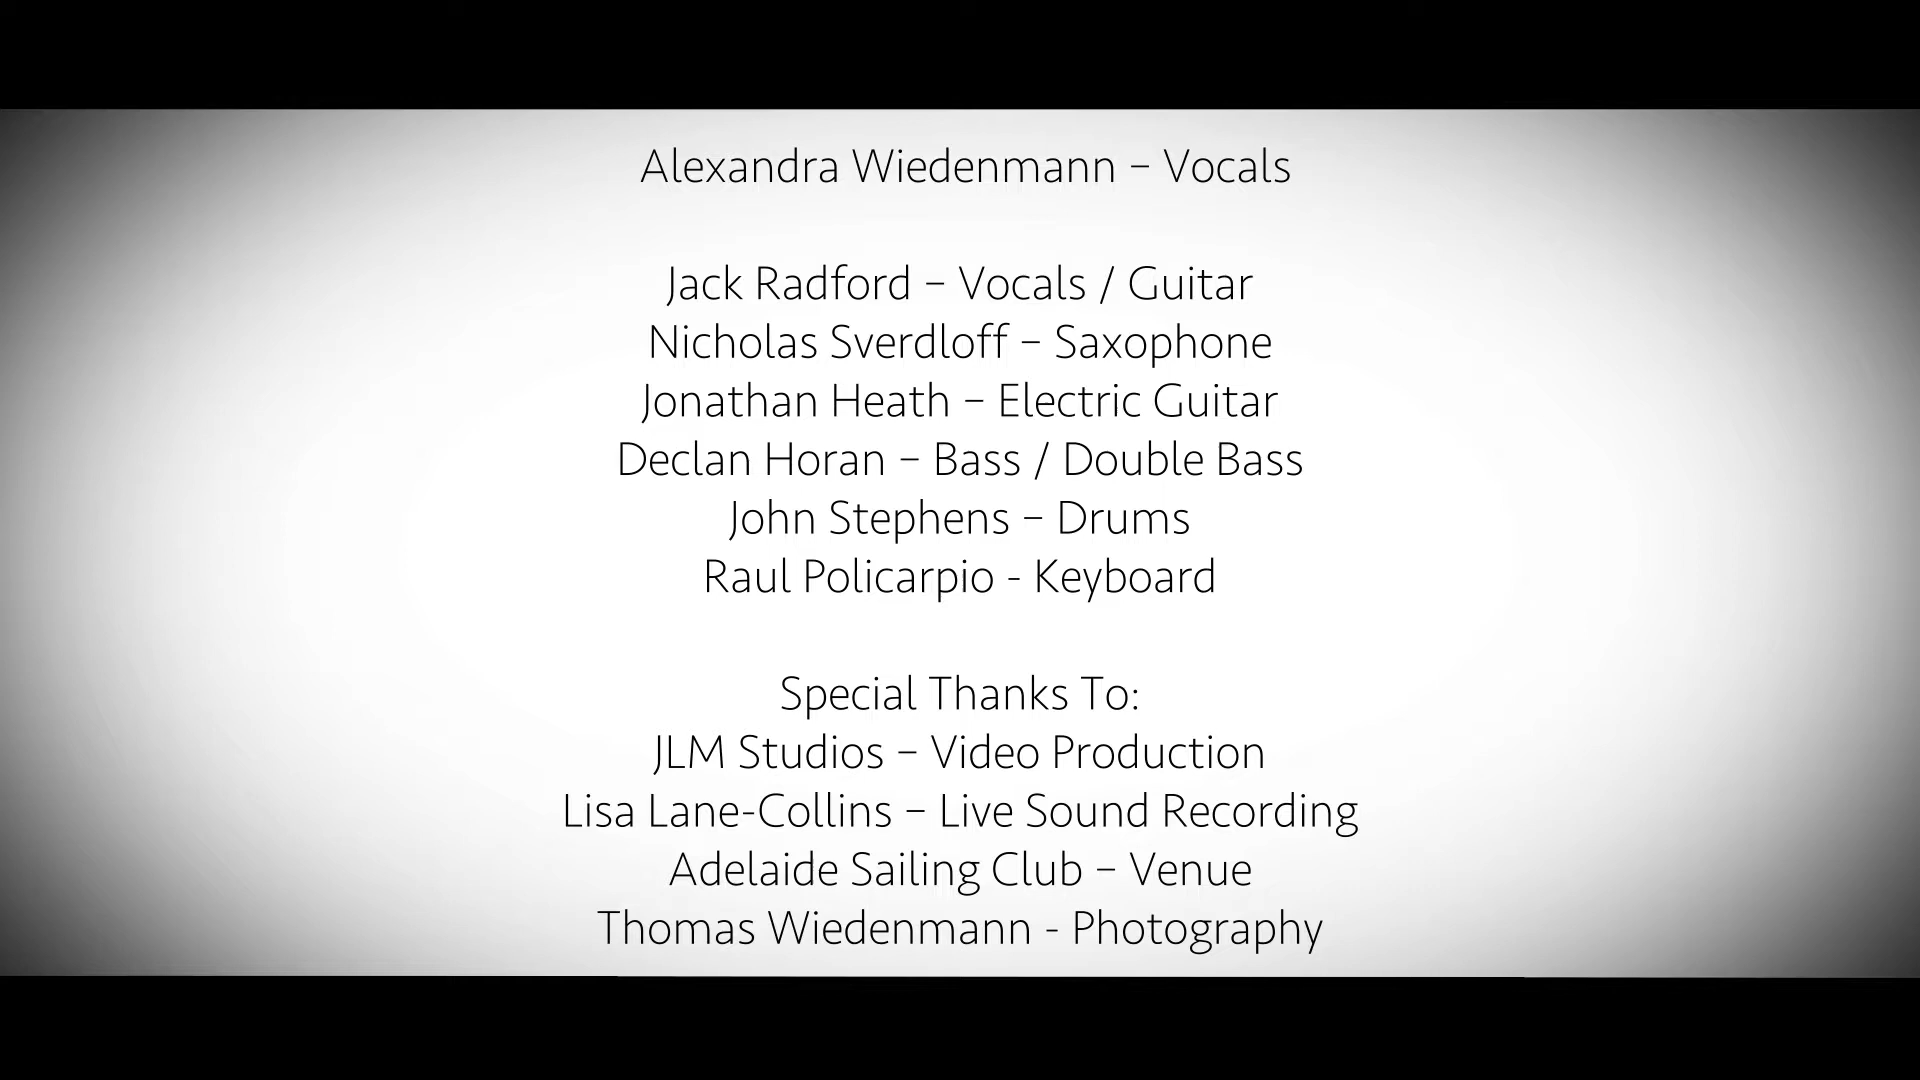 Alexandra Wiedenmann – Vocals
Jack Radford – Vocals / Guitar
Nicholas Sverdloff – Saxophone
Jonathan Heath – Electric Guitar
Declan Horan – Bass / Double Bass
John Stephens – Drums
Raul Policarpio - Keyboard
Special Thanks To:
JLM Studios – Video Production
Lisa Lane-Collins – Live Sound Recording
Adelaide Sailing Club – Venue
Thomas Wiedenmann - Photography